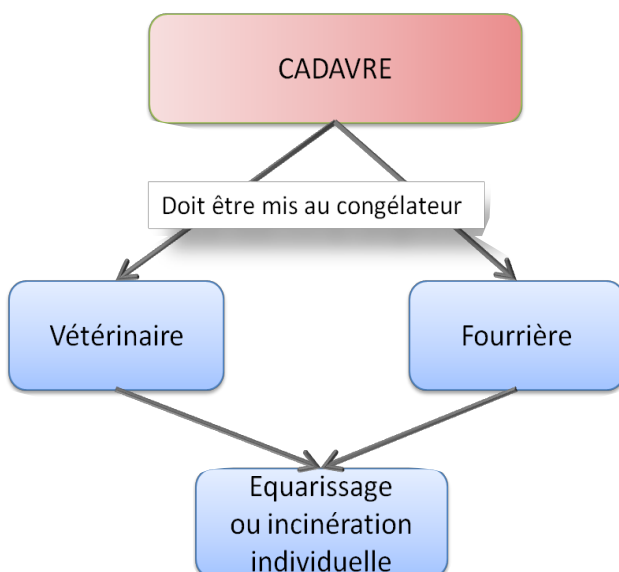 CADAVRE
Doit être mis au congélateur
Vétérinaire
Fourrière
Equarissage
ou incinération
individuelle